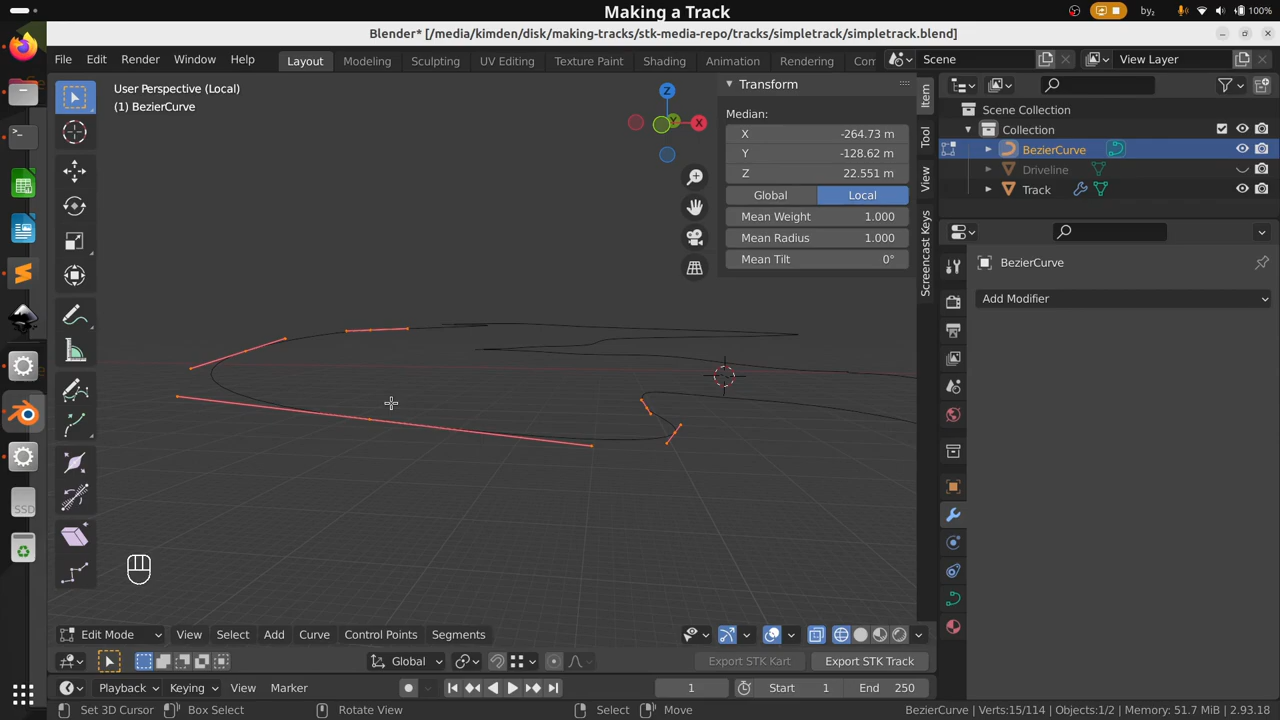 Making a Track
by₂
100%
Blender* [/media/kimden/disk/making-tracks/stk-media-repo/tracks/simpletrack/simpletrack.blend]
File Edit Render Window Help
Layout Modeling Sculpting UV Editing Texture Paint Shading Animation Rendering Com
Scene
View Layer
User Perspective (Local)
(1) BezierCurve
Z
Y
X
Transform
Median:
X -264.73 m
Y -128.62 m
Z 22.551 m
Global Local
Mean Weight 1.000
Mean Radius 1.000
Mean Tilt 0°
Item
Tool
View
Screencast Keys
Scene Collection
Collection
BezierCurve
Driveline
Track
BezierCurve
Add Modifier
SSD
Edit Mode View Select Add Curve Control Points Segments
Global
Export STK Kart Export STK Track
Playback Keying View Marker
1
Start 1
End 250
Set 3D Cursor Box Select Rotate View Select Move
BezierCurve | Verts:15/114 | Objects:1/2 | Memory: 51.7 MiB | 2.93.18